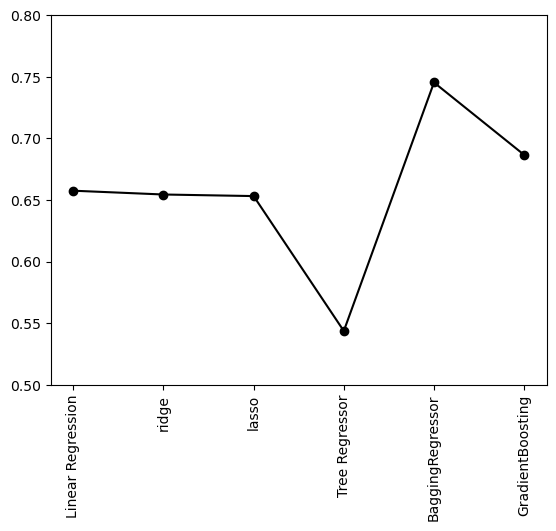 0.80
0.75
0.70
0.65
0.60
0.55
0.50
Linear Regression
ridge
lasso
Tree Regressor
BaggingRegressor
GradientBoosting